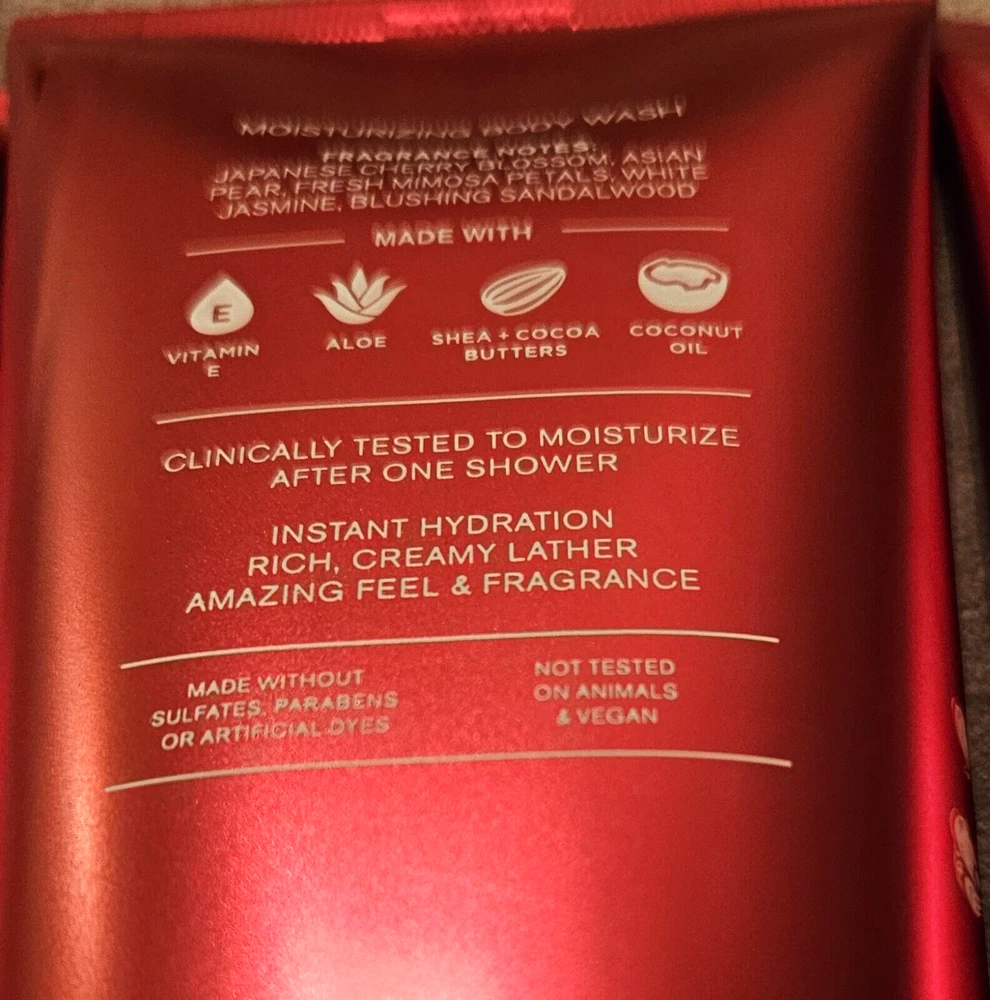 MOISTURIZING BODY WASH
FRAGRANCE NOTES:
JAPANESE CHERRY BLOSSOM, ASIAN
PEAR, FRESH MIMOSA PETALS, WHITE
JASMINE, BLUSHING SANDALWOOD
MADE WITH
E
VITAMIN
E
ALOE
SHEA + COCOA
BUTTERS
COCONUT
OIL
CLINICALLY TESTED TO MOISTURIZE
AFTER ONE SHOWER
INSTANT HYDRATION
RICH, CREAMY LATHER
AMAZING FEEL & FRAGRANCE
MADE WITHOUT
SULFATES, PARABENS
OR ARTIFICIAL DYES
NOT TESTED
ON ANIMALS
& VEGAN